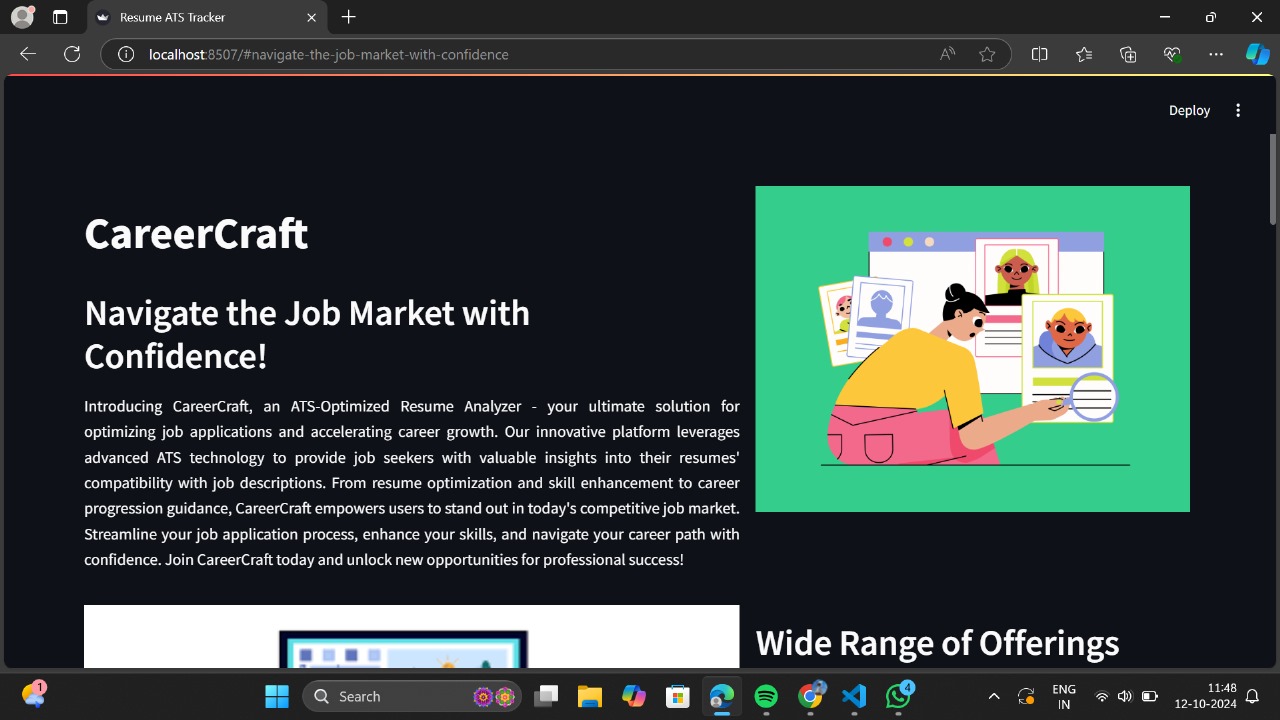 Resume ATS Tracker
localhost:8507/#navigate-the-job-market-with-confidence
Deploy
CareerCraft
Navigate the Job Market with
Confidence!
Introducing CareerCraft, an ATS-Optimized Resume Analyzer - your ultimate solution for
optimizing job applications and accelerating career growth. Our innovative platform leverages
advanced ATS technology to provide job seekers with valuable insights into their resumes'
compatibility with job descriptions. From resume optimization and skill enhancement to career
progression guidance, CareerCraft empowers users to stand out in today's competitive job market.
Streamline your job application process, enhance your skills, and navigate your career path with
confidence. Join CareerCraft today and unlock new opportunities for professional success!
Wide Range of Offerings
1
Search
4
ENG
IN
11:48
12-10-2024